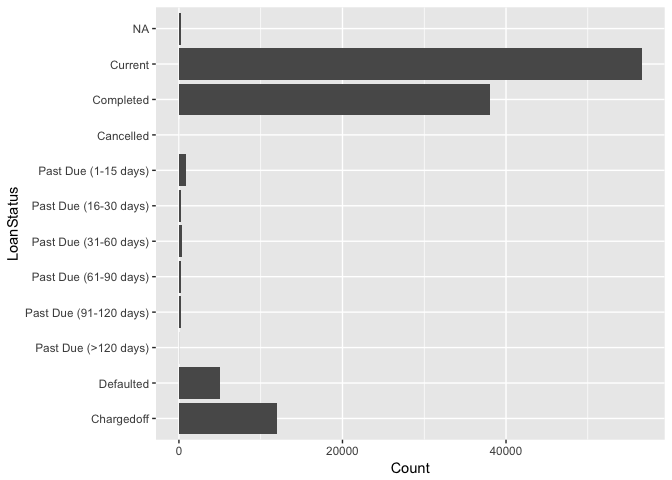 NA
Current
Completed
Cancelled
Past Due (1-15 days)
Past Due (16-30 days)
Past Due (31-60 days)
Past Due (61-90 days)
Past Due (91-120 days)
Past Due (>120 days)
Defaulted
Chargedoff
LoanStatus
0 20000 40000
Count